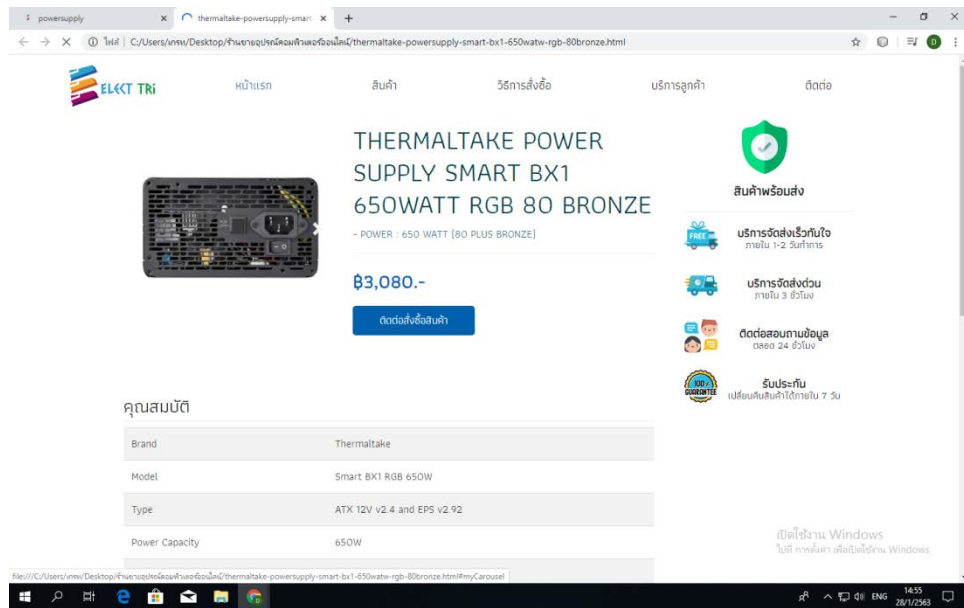 powersupply
thermaltake-powersupply-smart-
ไฟล์ | C:/Users/เกรท/Desktop/ร้านขายอุปกรณ์คอมพิวเตอร์ออนไลน์/thermaltake-powersupply-smart-bx1-650watw-rgb-80bronze.html
D
ELECT TRi
หน้าแรก
สินค้า
วิธีการสั่งซื้อ
บริการลูกค้า
ติดต่อ
THERMALTAKE POWER
SUPPLY SMART BX1
650WATT RGB 80 BRONZE
- POWER : 650 WATT (80 PLUS BRONZE)
฿3,080.-
ติดต่อสั่งซื้อสินค้า
สินค้าพร้อมส่ง
FREE
บริการจัดส่งเร็วทันใจ
ภายใน 1-2 วันทำการ
บริการจัดส่งด่วน
ภายใน 3 ชั่วโมง
ติดต่อสอบถามข้อมูล
ตลอด 24 ชั่วโมง
100%
GUARANTEE
รับประกัน
เปลี่ยนคืนสินค้าได้ภายใน 7 วัน
คุณสมบัติ
Brand Thermaltake
Model Smart BX1 RGB 650W
Type ATX 12V v2.4 and EPS v2.92
Power Capacity 650W
เปิดใช้งาน Windows
ไปที่ การตั้งค่า เพื่อเปิดใช้งาน Windows
file:///C:/Users/เกรท/Desktop/ร้านขายอุปกรณ์คอมพิวเตอร์ออนไลน์/thermaltake-powersupply-smart-bx1-650watw-rgb-80bronze.html#myCarousel
ENG
14:55
28/1/2563